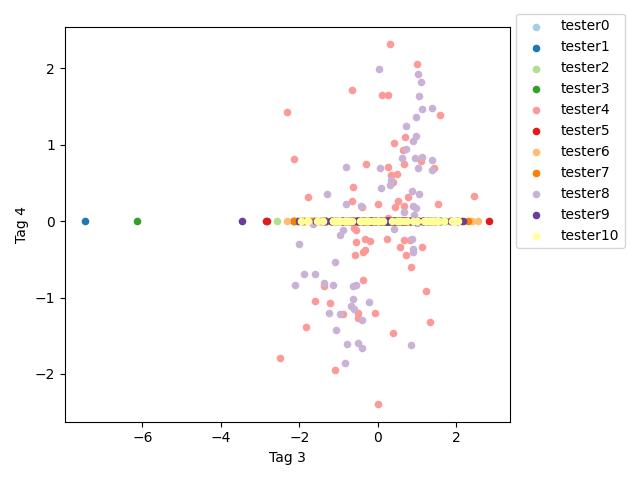 tester0
tester1
tester2
tester3
tester4
tester5
tester6
tester7
tester8
tester9
tester10
Tag 4
2
1
0
−1
−2
−6
−4
−2
0
2
Tag 3